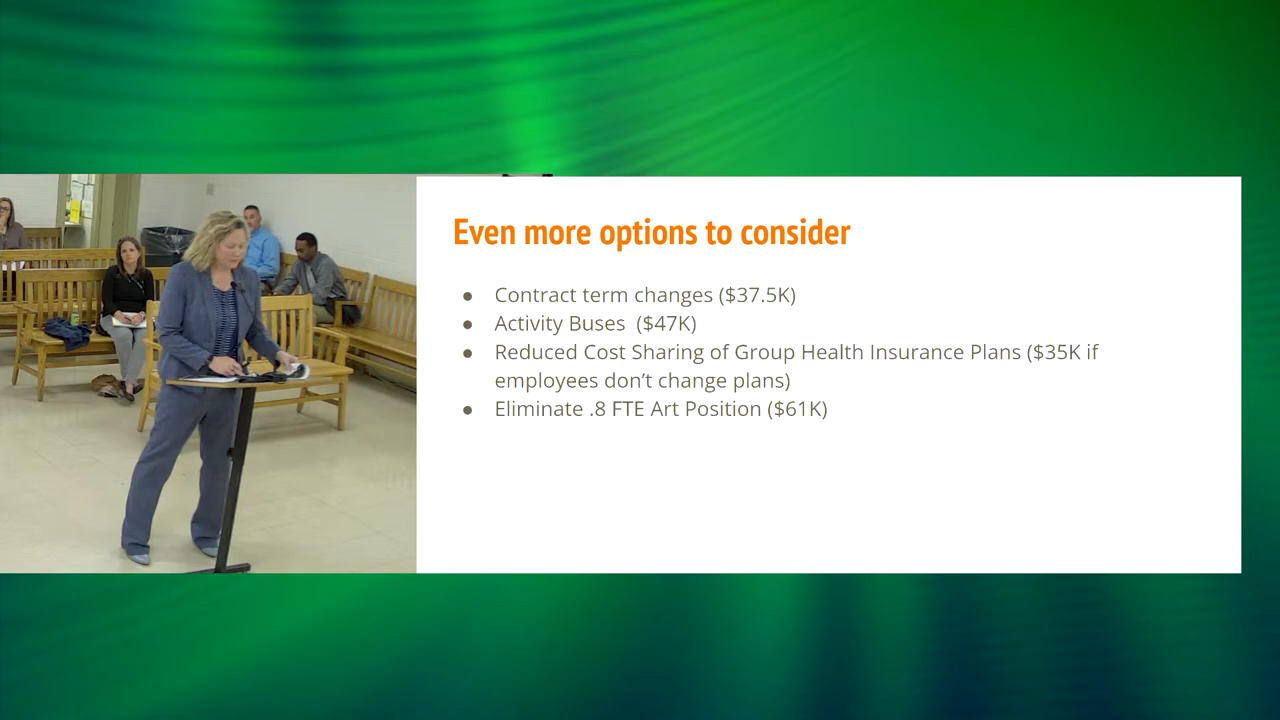 Even more options to consider
● Contract term changes ($37.5K)
● Activity Buses  ($47K)
● Reduced Cost Sharing of Group Health Insurance Plans ($35K if
employees don’t change plans)
● Eliminate .8 FTE Art Position ($61K)